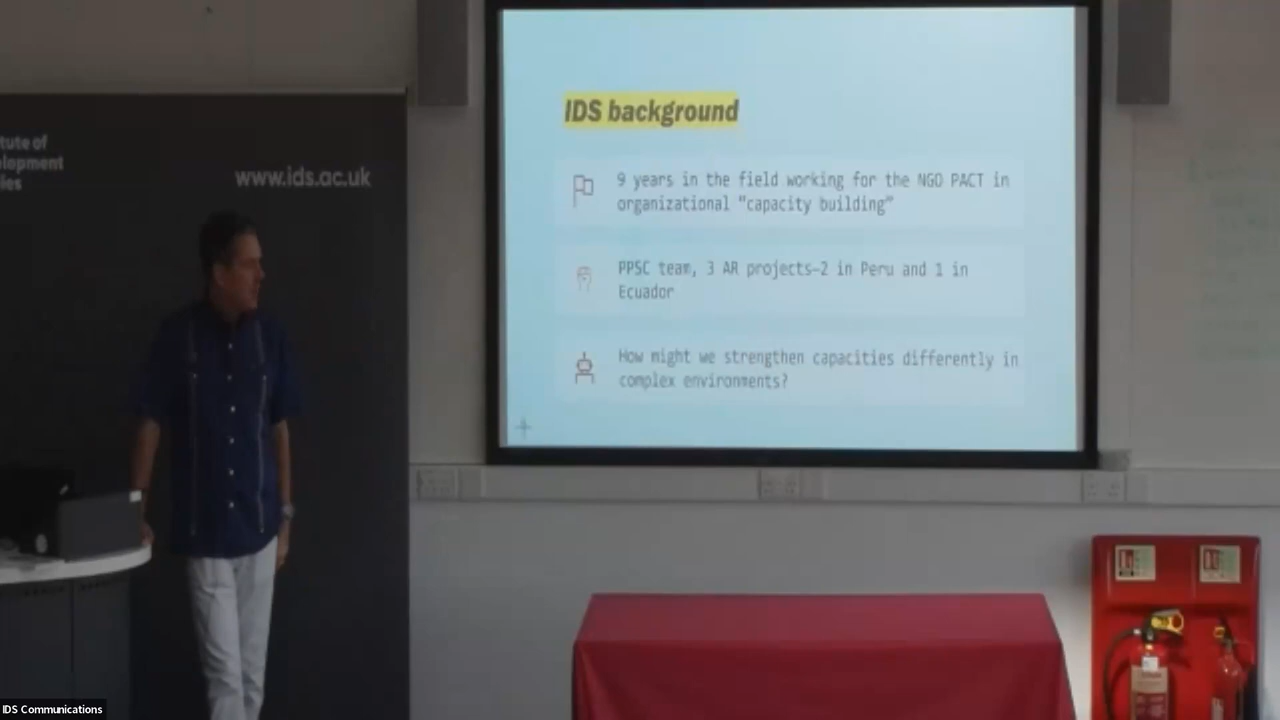 tute of
elopment
ies
www.ids.ac.uk
IDS background
9 years in the field working for the NGO PACT in
organizational "capacity building"
PPSC team, 3 AR projects–2 in Peru and 1 in
Ecuador
How might we strengthen capacities differently in
complex environments?
IDS Communications